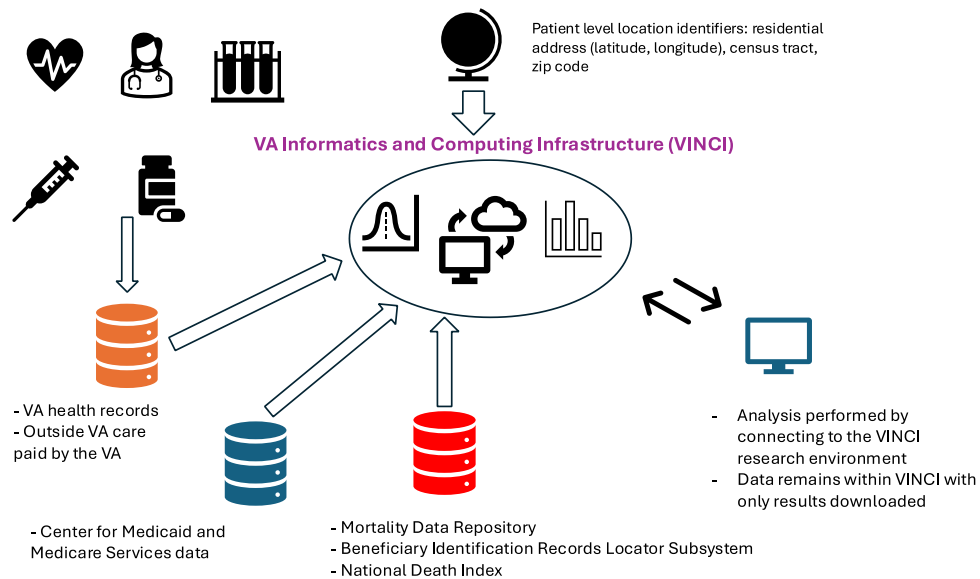 Patient level location identifiers: residential
address (latitude, longitude), census tract,
zip code
VA Informatics and Computing Infrastructure (VINCI)
- VA health records
- Outside VA care
paid by the VA
- Center for Medicaid and
Medicare Services data
- Mortality Data Repository
- Beneficiary Identification Records Locator Subsystem
- National Death Index
- Analysis performed by
connecting to the VINCI
research environment
- Data remains within VINCI with
only results downloaded